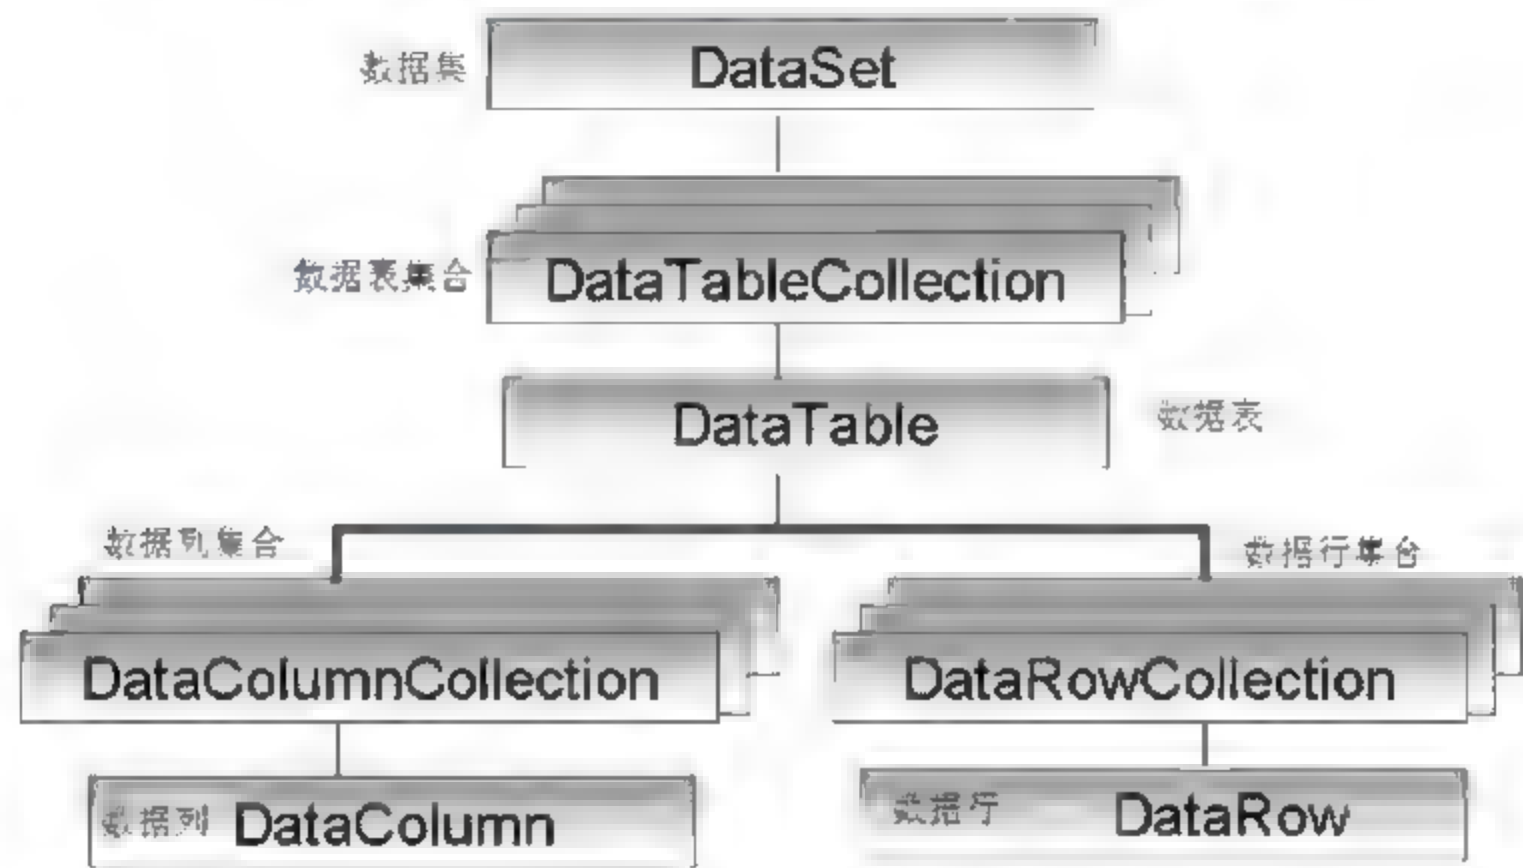 数据集 DataSet
数据表集合 DataTableCollection
DataTable 数据表
数据列集合 数据行集合
DataColumnCollection DataRowCollection
数据列 DataColumn 数据行 DataRow